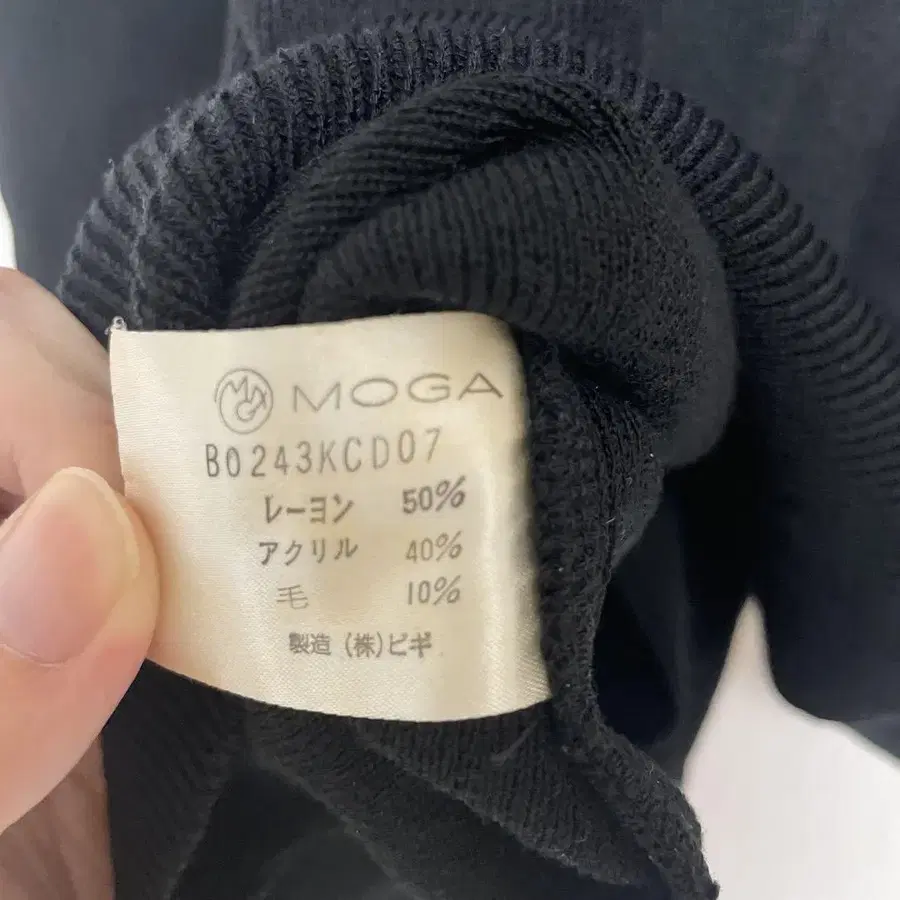 MOGA
B0243KCD07
レーヨン 50%
アクリル 40%
毛 10%
製造 (株)ビギ